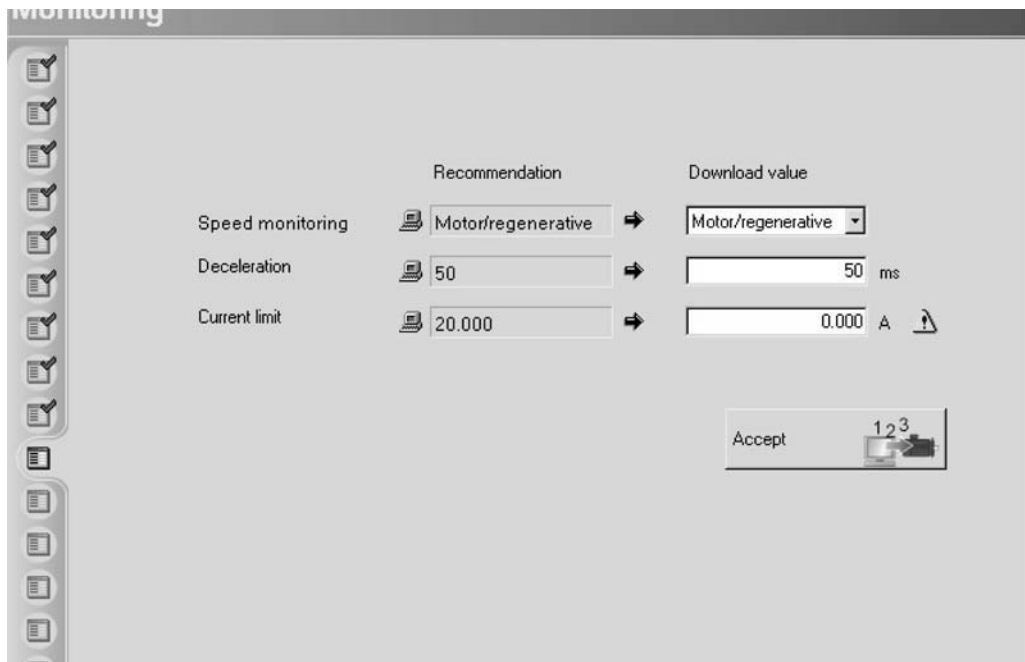 Monitoring
Recommendation Download value
Speed monitoring Motor/regenerative Motor/regenerative
Deceleration 50 50 ms
Current limit 20.000 0.000 A
Accept 123